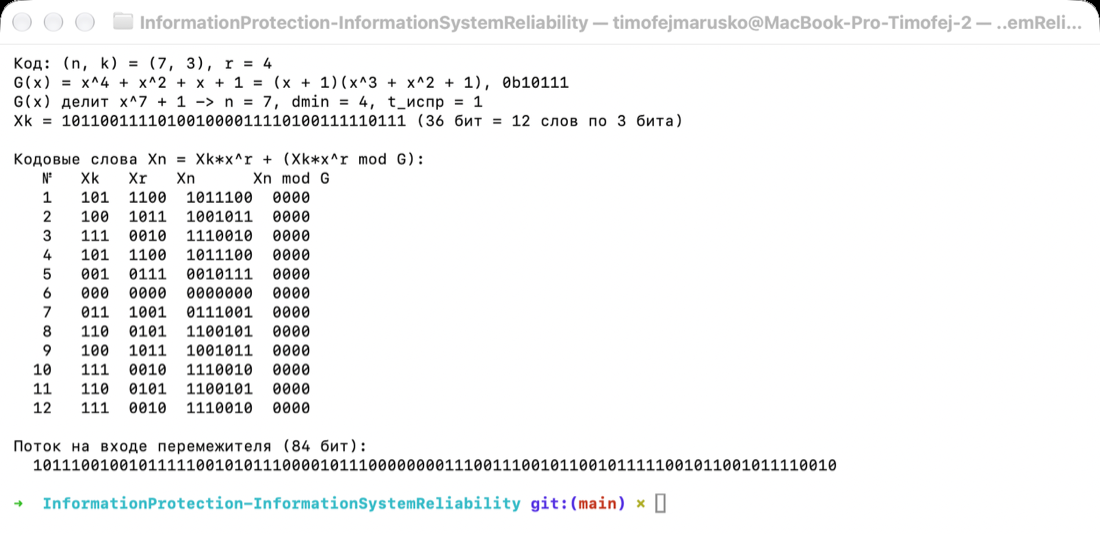 InformationProtection-InformationSystemReliability — timofejmarusko@MacBook-Pro-Timofej-2 — ..emReli...
Код: (n, k) = (7, 3), r = 4
G(x) = x^4 + x^2 + x + 1 = (x + 1)(x^3 + x^2 + 1), 0b10111
G(x) делит x^7 + 1 -> n = 7, dmin = 4, t_испр = 1
Xk = 101100111101001000011110100111110111 (36 бит = 12 слов по 3 бита)
Кодовые слова Xn = Xk*x^r + (Xk*x^r mod G):
№ Xk Xr Xn Xn mod G
1 101 1100 1011100 0000
2 100 1011 1001011 0000
3 111 0010 1110010 0000
4 101 1100 1011100 0000
5 001 0111 0010111 0000
6 000 0000 0000000 0000
7 011 1001 0111001 0000
8 110 0101 1100101 0000
9 100 1011 1001011 0000
10 111 0010 1110010 0000
11 110 0101 1100101 0000
12 111 0010 1110010 0000
Поток на входе перемежителя (84 бит):
101110010010111110010101110000101110000000011100111001011001011111001011001011110010
→ InformationProtection-InformationSystemReliability git:(main) ×